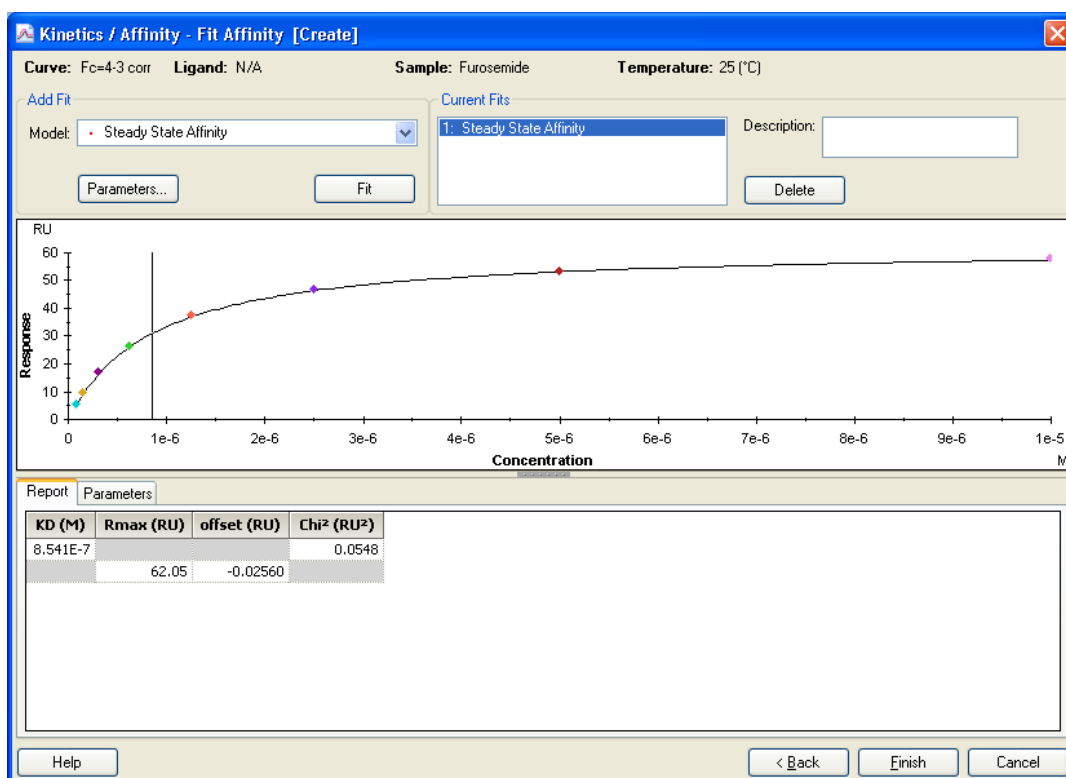 Kinetics / Affinity - Fit Affinity [Create]
Curve: Fc=4-3 corr Ligand: N/A Sample: Furosemide Temperature: 25 (°C)
Add Fit
Model: Steady State Affinity
Parameters...
Fit
Current Fits
1: Steady State Affinity
Description:
Delete
RU
60
50
40
30
20
10
0
Response
0 1e-6 2e-6 3e-6 4e-6 5e-6 6e-6 7e-6 8e-6 9e-6 1e-5
Concentration
M
Report Parameters
KD (M) Rmax (RU) offset (RU) Chi² (RU²)
8.541E-7 0.0548
62.05 -0.02560
Help < Back Finish Cancel